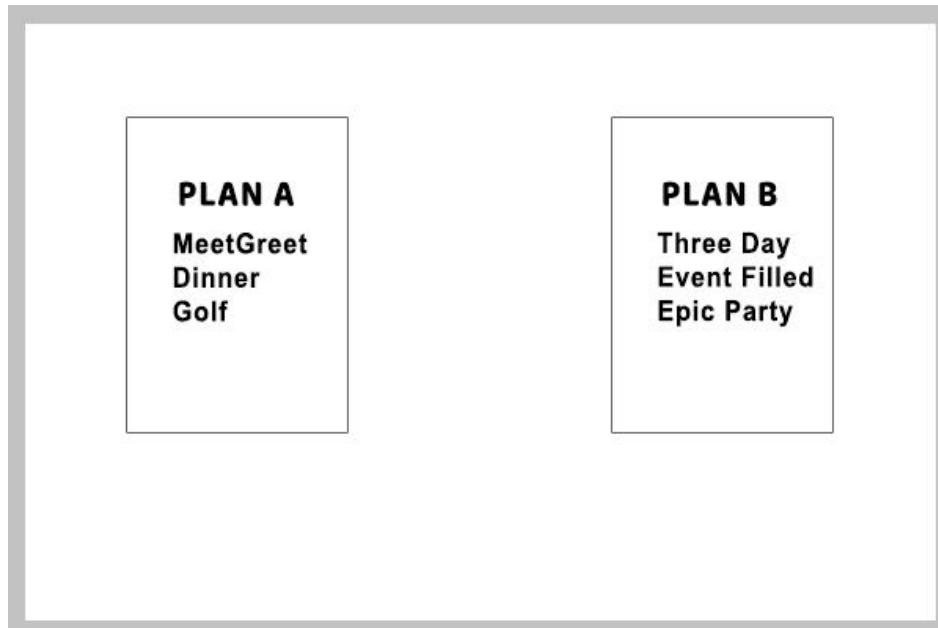 PLAN A
MeetGreet
Dinner
Golf
PLAN B
Three Day
Event Filled
Epic Party